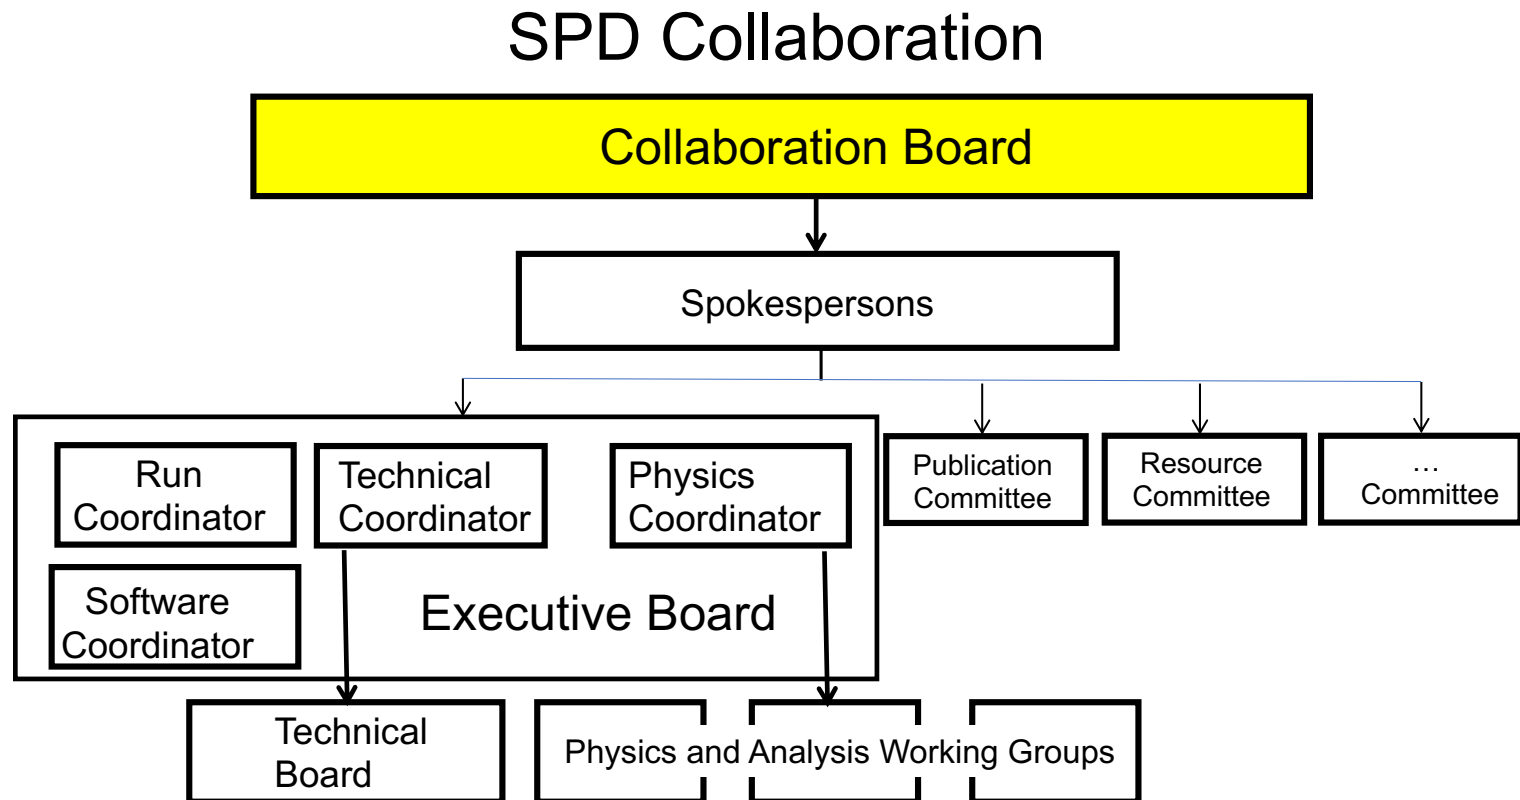 SPD Collaboration
Collaboration Board
Spokespersons
Run
Coordinator
Technical
Coordinator
Physics
Coordinator
Publication
Committee
Resource
Committee
…
Committee
Software
Coordinator
Executive Board
Technical
Board
Physics and Analysis Working Groups